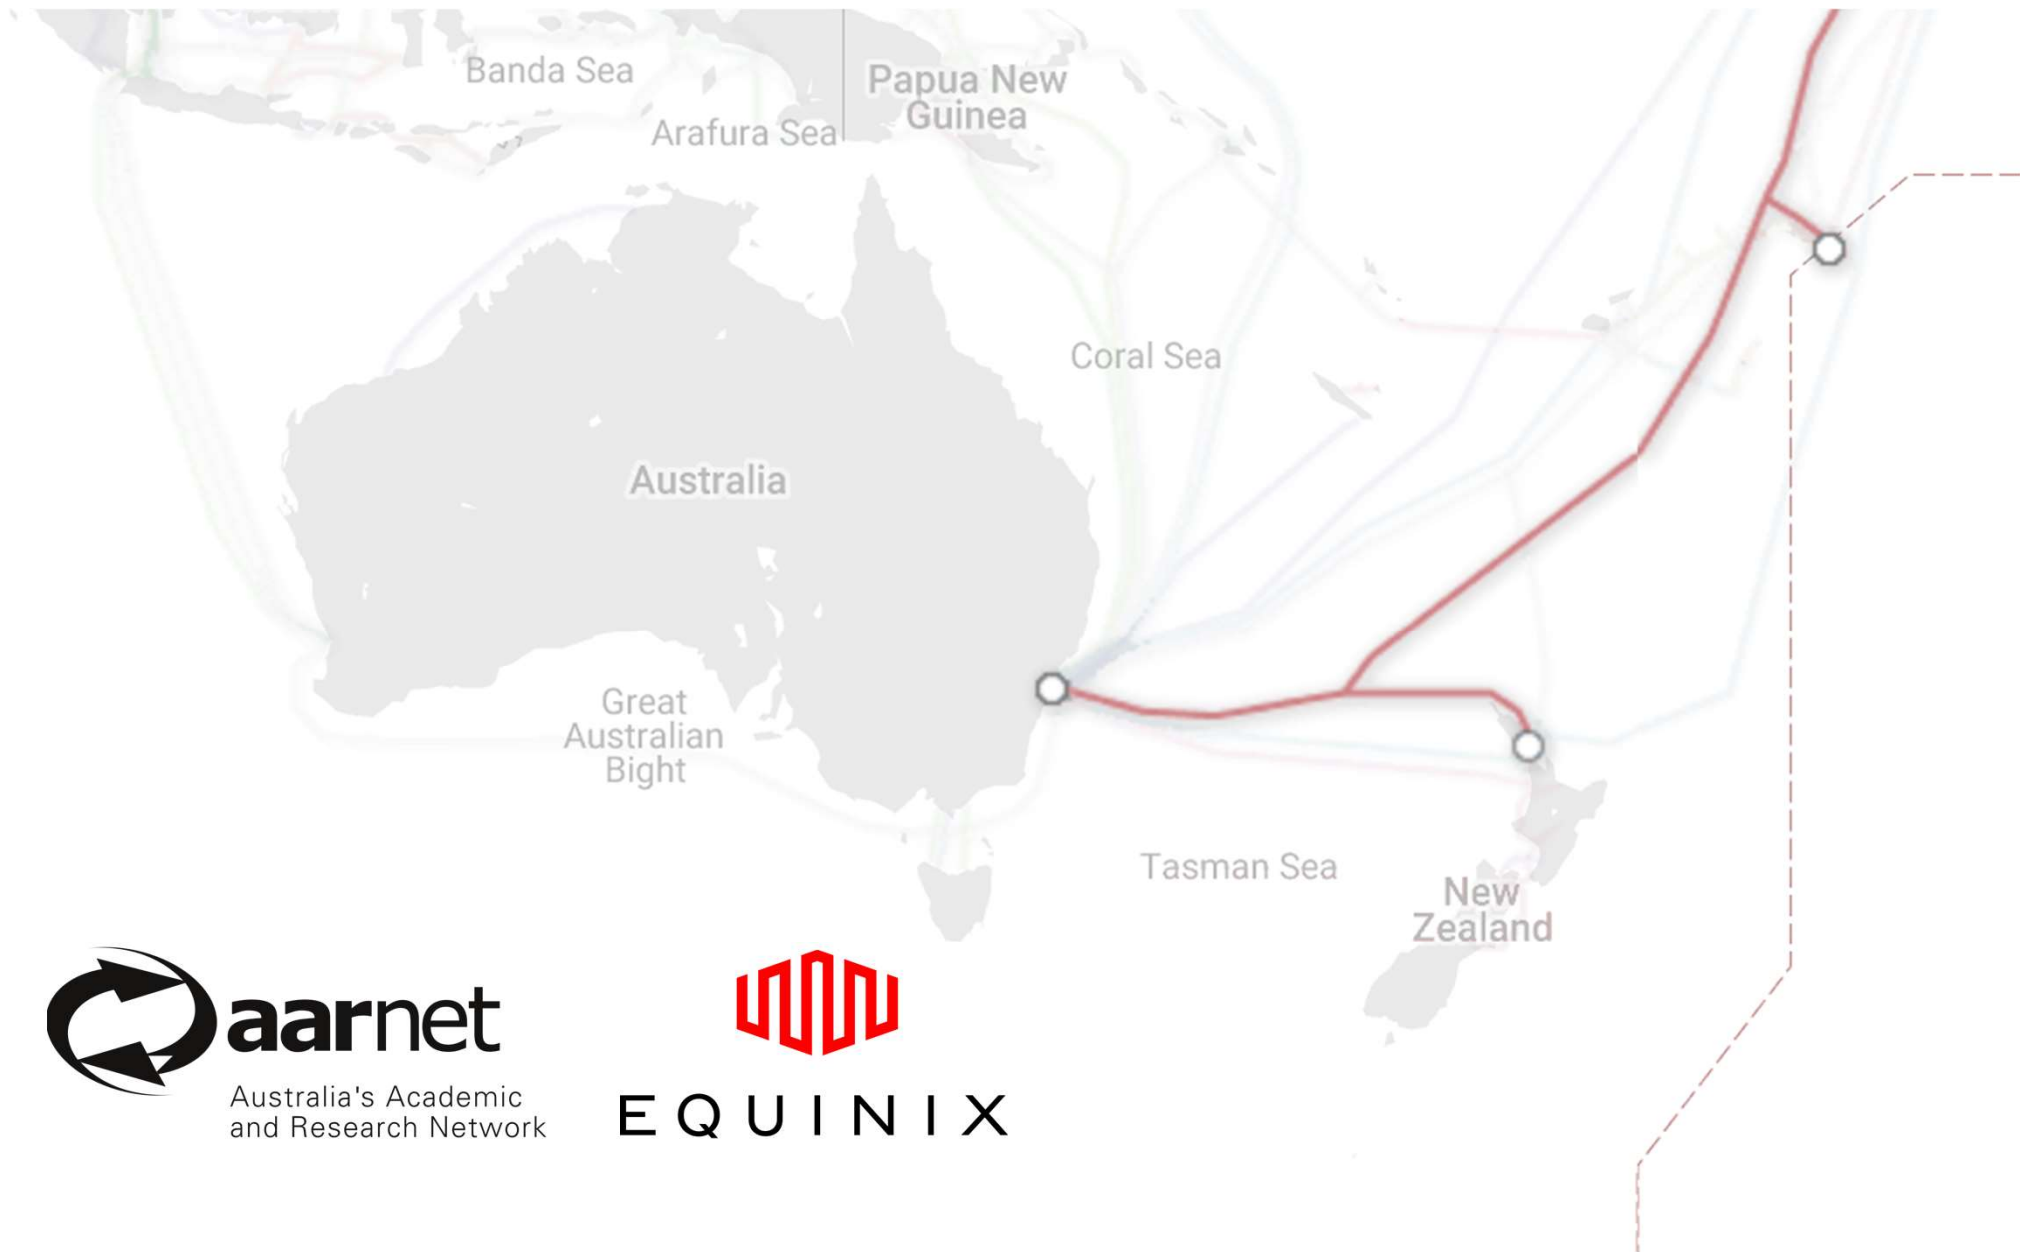 Banda Sea
Papua New
Guinea
Arafura Sea
Coral Sea
Australia
Great
Australian
Bight
Tasman Sea
New
Zealand
aarnet
Australia's Academic
and Research Network
EQUINIX